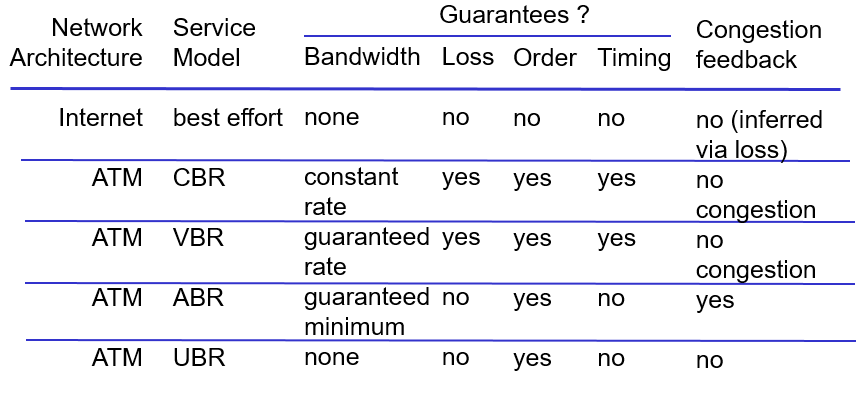 Guarantees ?
Network Architecture Service Model Bandwidth Loss Order Timing Congestion feedback
Internet best effort none no no no no (inferred via loss)
ATM CBR constant rate yes yes yes no congestion
ATM VBR guaranteed rate yes yes yes no congestion
ATM ABR guaranteed minimum no yes no yes
ATM UBR none no yes no no